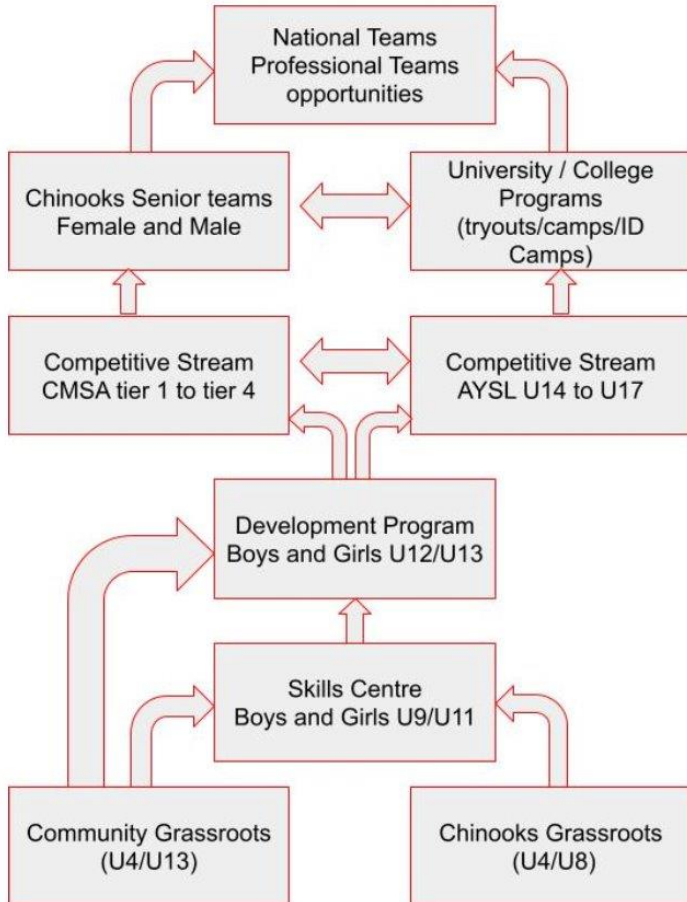 National Teams
Professional Teams
opportunities
Chinooks Senior teams
Female and Male
University / College
Programs
(tryouts/camps/ID
Camps)
Competitive Stream
CMSA tier 1 to tier 4
Competitive Stream
AYSL U14 to U17
Development Program
Boys and Girls U12/U13
Skills Centre
Boys and Girls U9/U11
Community Grassroots
(U4/U13)
Chinooks Grassroots
(U4/U8)